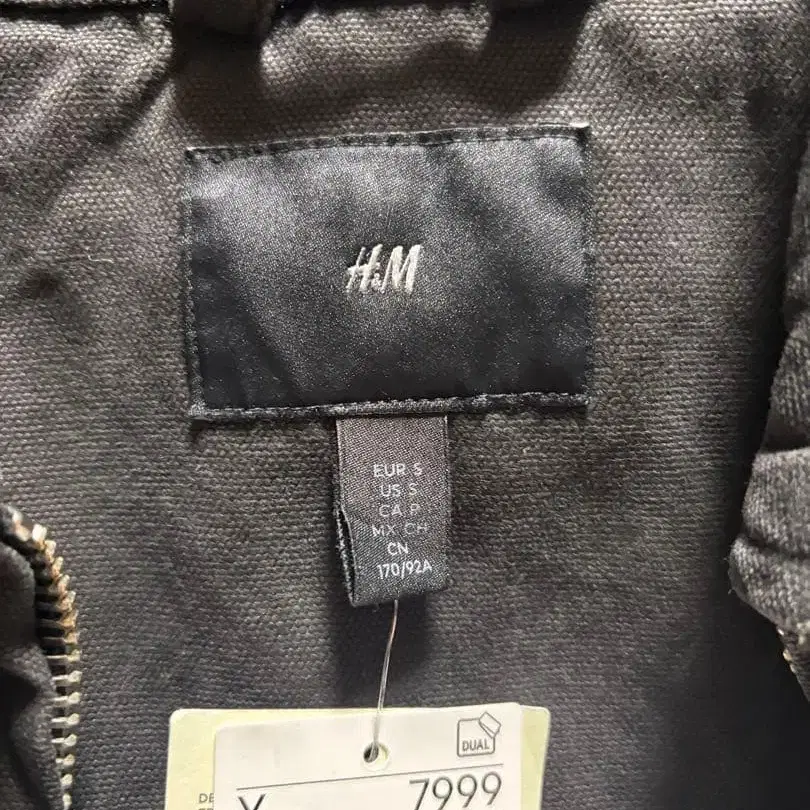 H&M
EUR S
US S
CA P
MX CH
CN
170/92A
DUAL
7999